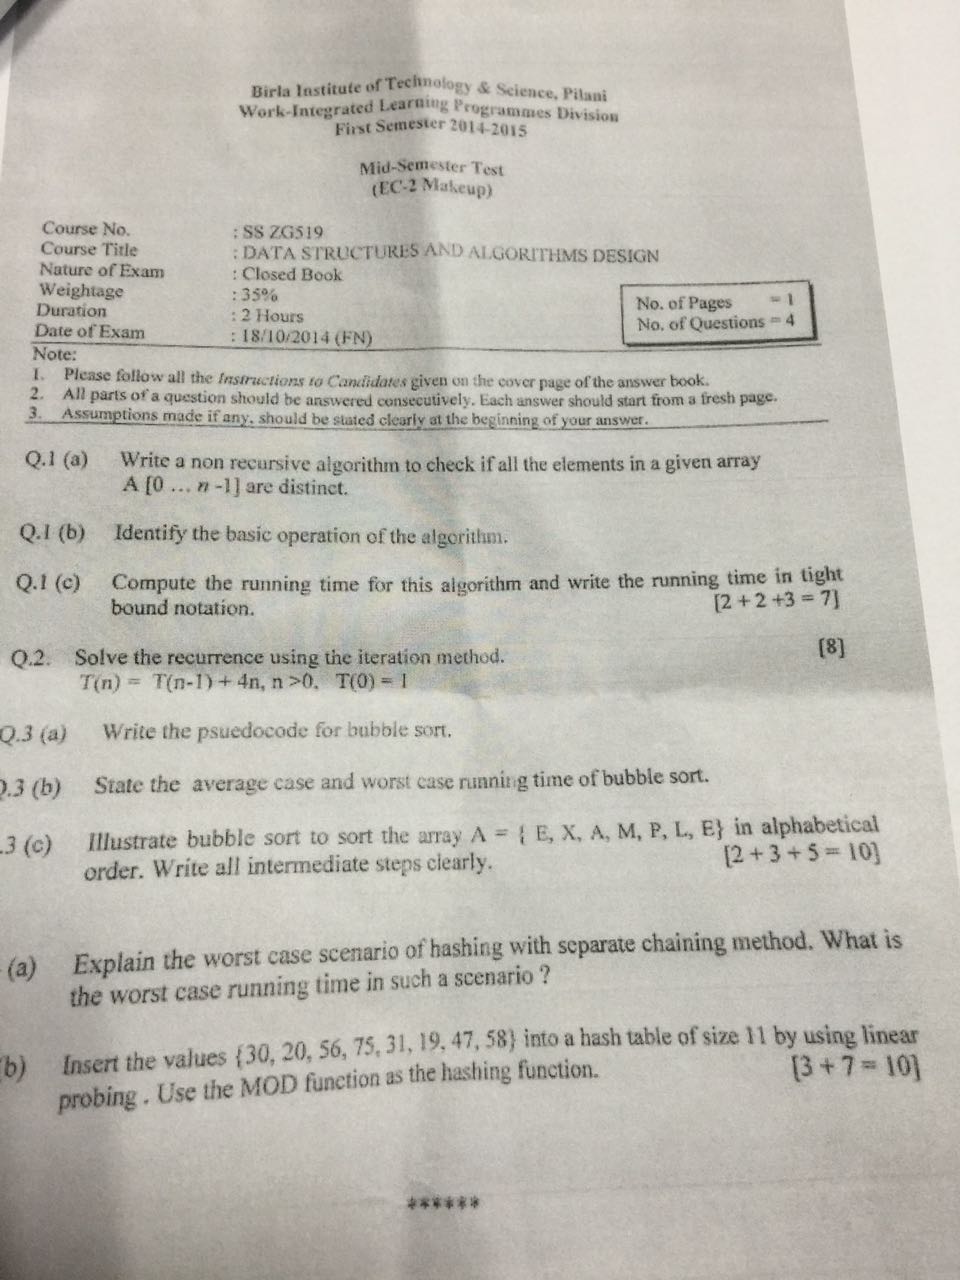 Birla Institute of Technology & Science, Pilani
Work-Integrated Learning Programmes Division
First Semester 2014-2015
Mid-Semester Test
(EC-2 Makeup)
Course No. : SS ZG519
Course Title : DATA STRUCTURES AND ALGORITHMS DESIGN
Nature of Exam : Closed Book
Weightage : 35%
Duration : 2 Hours
Date of Exam : 18/10/2014 (FN)
No. of Pages = 1
No. of Questions = 4
Note:
1. Please follow all the Instructions to Candidates given on the cover page of the answer book.
2. All parts of a question should be answered consecutively. Each answer should start from a fresh page.
3. Assumptions made if any, should be stated clearly at the beginning of your answer.
Q.1 (a) Write a non recursive algorithm to check if all the elements in a given array
A [0 ... n -1] are distinct.
Q.1 (b) Identify the basic operation of the algorithm.
Q.1 (c) Compute the running time for this algorithm and write the running time in tight
bound notation. [2 + 2 +3 = 7]
Q.2. Solve the recurrence using the iteration method. [8]
T(n) = T(n-1) + 4n, n >0, T(0) = 1
Q.3 (a) Write the psuedocode for bubble sort.
Q.3 (b) State the average case and worst case running time of bubble sort.
.3 (c) Illustrate bubble sort to sort the array A = { E, X, A, M, P, L, E} in alphabetical
order. Write all intermediate steps clearly. [2 + 3 + 5 = 10]
(a) Explain the worst case scenario of hashing with separate chaining method. What is
the worst case running time in such a scenario ?
b) Insert the values {30, 20, 56, 75, 31, 19, 47, 58} into a hash table of size 11 by using linear
probing . Use the MOD function as the hashing function. [3 + 7 = 10]
******